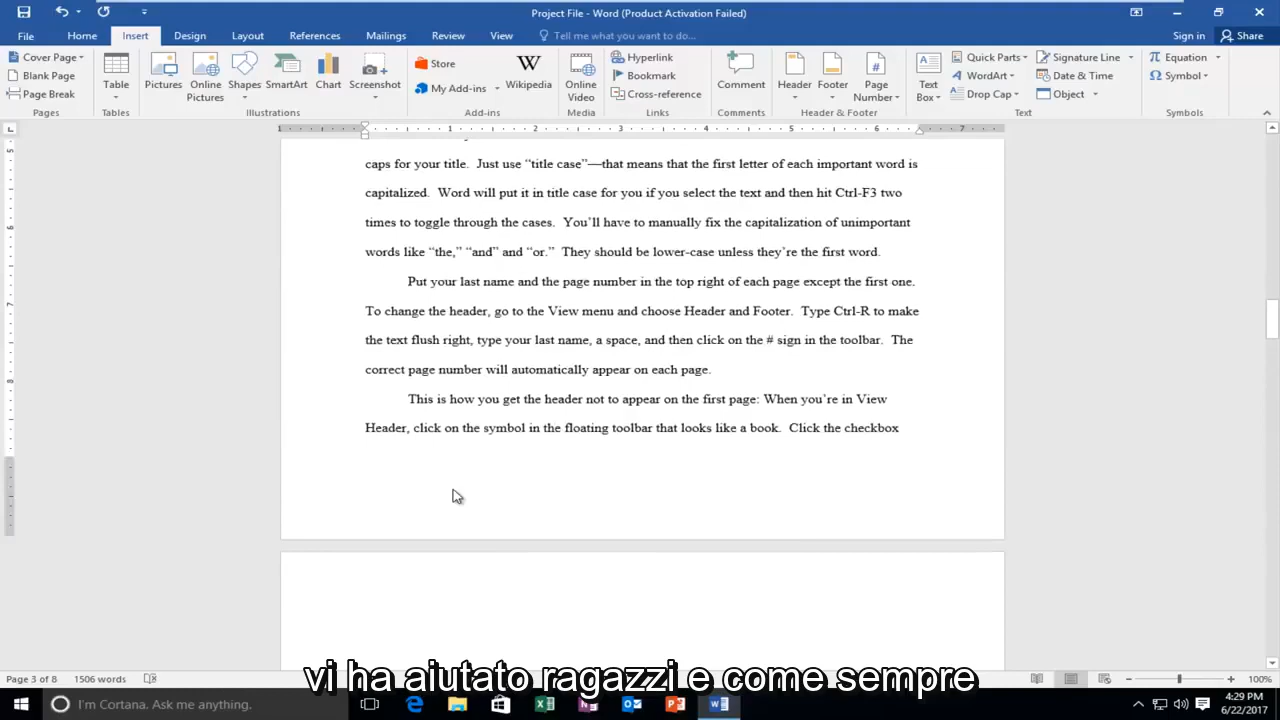 Project File - Word (Product Activation Failed)
File Home Insert Design Layout References Mailings Review View Tell me what you want to do... Sign in Share
Cover Page
Blank Page
Page Break
Pages
Table
Tables
Pictures
Online Pictures
Shapes
SmartArt
Chart
Screenshot
Illustrations
Store
My Add-ins
Wikipedia
Add-ins
Online Video
Media
Hyperlink
Bookmark
Cross-reference
Links
Comment
Comments
Header
Footer
Page Number
Header & Footer
Text Box
Quick Parts
WordArt
Drop Cap
Signature Line
Date & Time
Object
Text
Equation
Symbol
Symbols
1 1 2 3 4 5 6 7
caps for your title. Just use “title case”—that means that the first letter of each important word is
capitalized. Word will put it in title case for you if you select the text and then hit Ctrl-F3 two
times to toggle through the cases. You’ll have to manually fix the capitalization of unimportant
words like “the,” “and” and “or.” They should be lower-case unless they’re the first word.
Put your last name and the page number in the top right of each page except the first one.
To change the header, go to the View menu and choose Header and Footer. Type Ctrl-R to make
the text flush right, type your last name, a space, and then click on the # sign in the toolbar. The
correct page number will automatically appear on each page.
This is how you get the header not to appear on the first page: When you’re in View
Header, click on the symbol in the floating toolbar that looks like a book. Click the checkbox
vi ha aiutato ragazzi e come sempre
Page 3 of 8 1506 words 100%
I'm Cortana. Ask me anything.
4:29 PM
6/22/2017